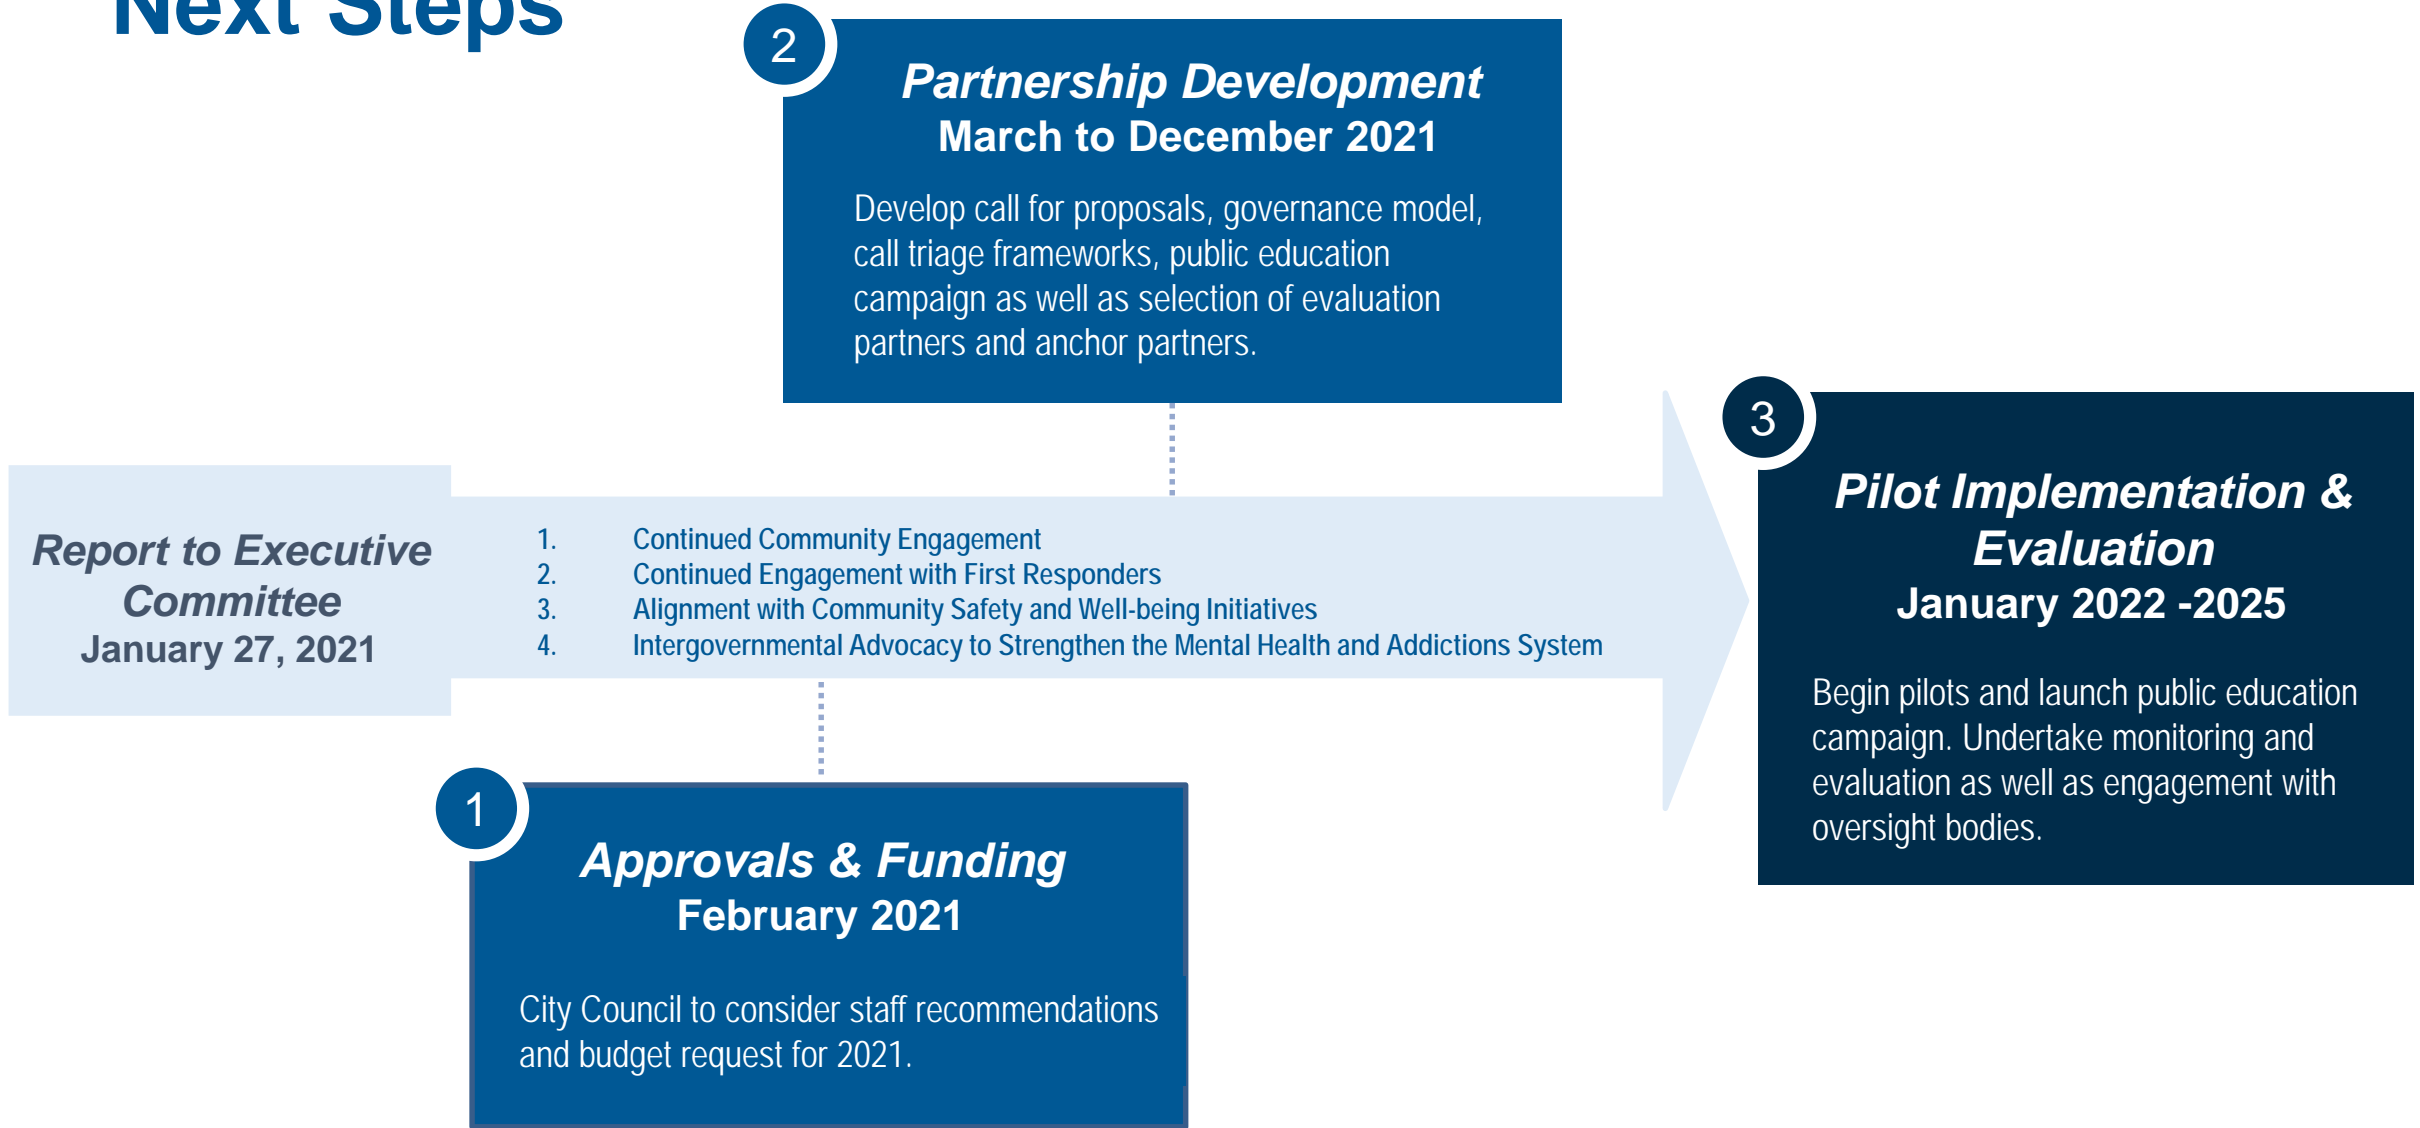 Next Steps
2
Partnership Development
March to December 2021
Develop call for proposals, governance model,
call triage frameworks, public education
campaign as well as selection of evaluation
partners and anchor partners.
Report to Executive
Committee
January 27, 2021
1. Continued Community Engagement
2. Continued Engagement with First Responders
3. Alignment with Community Safety and Well-being Initiatives
4. Intergovernmental Advocacy to Strengthen the Mental Health and Addictions System
3
Pilot Implementation &
Evaluation
January 2022 -2025
Begin pilots and launch public education
campaign. Undertake monitoring and
evaluation as well as engagement with
oversight bodies.
1
Approvals & Funding
February 2021
City Council to consider staff recommendations
and budget request for 2021.